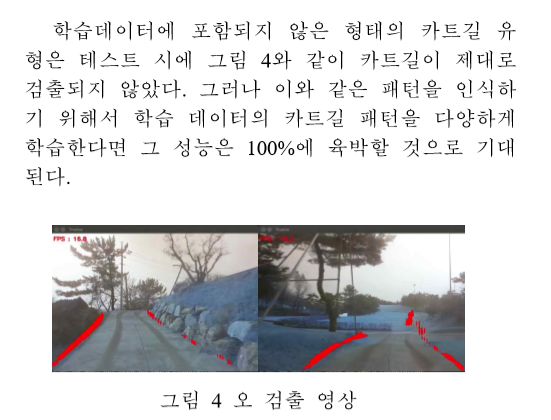 학습데이터에 포함되지 않은 형태의 카트길 유
형은 테스트 시에 그림 4와 같이 카트길이 제대로
검출되지 않았다. 그러나 이와 같은 패턴을 인식하
기 위해서 학습 데이터의 카트길 패턴을 다양하게
학습한다면 그 성능은 100%에 육박할 것으로 기대
된다.
그림 4 오 검출 영상